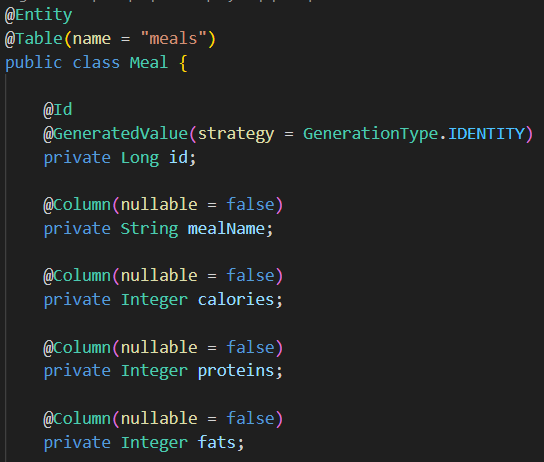 @Entity
@Table(name = "meals")
public class Meal {
@Id
@GeneratedValue(strategy = GenerationType.IDENTITY)
private Long id;
@Column(nullable = false)
private String mealName;
@Column(nullable = false)
private Integer calories;
@Column(nullable = false)
private Integer proteins;
@Column(nullable = false)
private Integer fats;